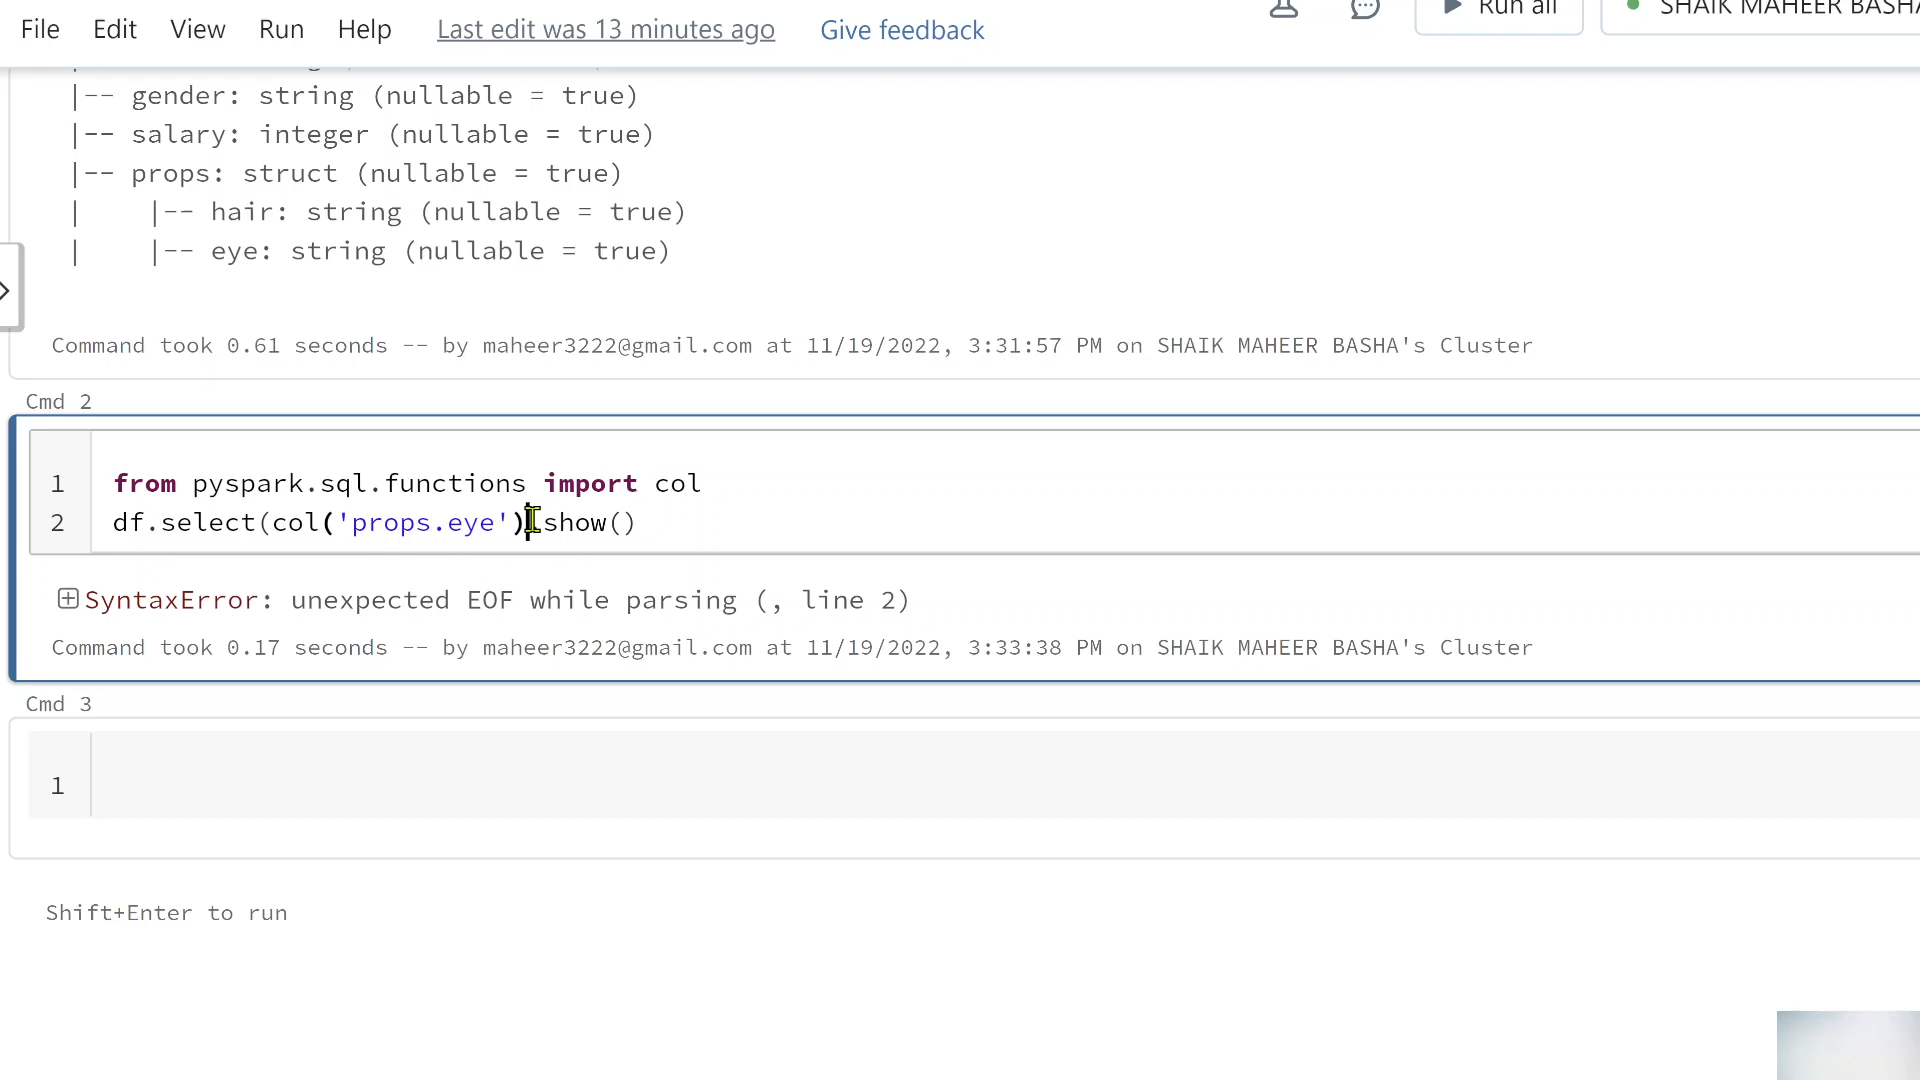 File Edit View Run Help Last edit was 13 minutes ago Give feedback Run all SHAIK MAHEER BASHA
|-- gender: string (nullable = true)
|-- salary: integer (nullable = true)
|-- props: struct (nullable = true)
| |-- hair: string (nullable = true)
| |-- eye: string (nullable = true)
Command took 0.61 seconds -- by maheer3222@gmail.com at 11/19/2022, 3:31:57 PM on SHAIK MAHEER BASHA's Cluster
Cmd 2
1 from pyspark.sql.functions import col
2 df.select(col('props.eye').show()
SyntaxError: unexpected EOF while parsing (, line 2)
Command took 0.17 seconds -- by maheer3222@gmail.com at 11/19/2022, 3:33:38 PM on SHAIK MAHEER BASHA's Cluster
Cmd 3
1
Shift+Enter to run